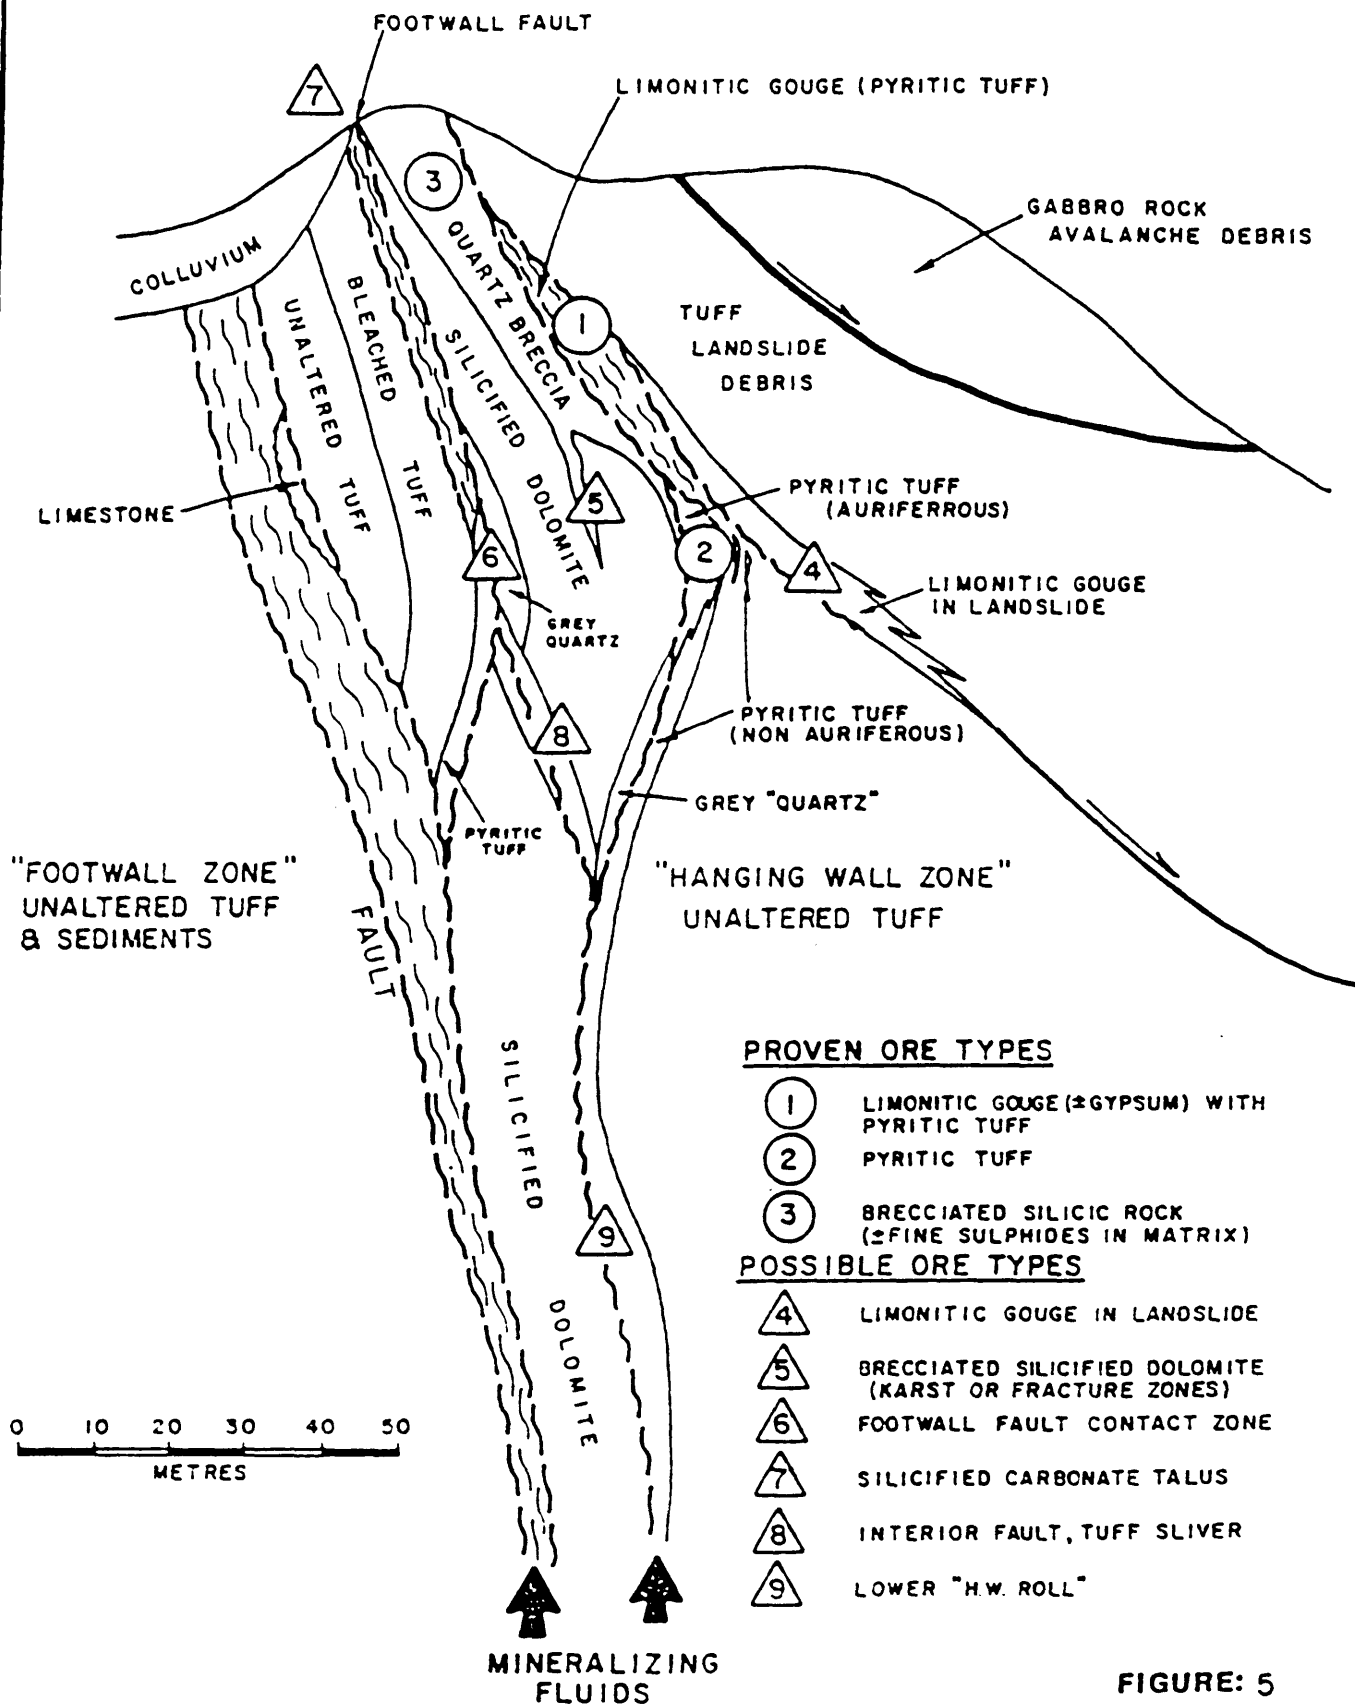 FOOTWALL FAULT
7
LIMONITIC GOUGE (PYRITIC TUFF)
3
GABBRO ROCK
AVALANCHE DEBRIS
COLLUVIUM
QUARTZ BRECCIA
BLEACHED TUFF
UNALTERED TUFF
SILICIFIED DOLOMITE
1
TUFF
LANDSLIDE
DEBRIS
LIMESTONE
5
PYRITIC TUFF
(AURIFERROUS)
6
2
4
LIMONITIC GOUGE
IN LANDSLIDE
GREY
QUARTZ
8
PYRITIC TUFF
(NON AURIFEROUS)
GREY "QUARTZ"
PYRITIC
TUFF
"FOOTWALL ZONE"
UNALTERED TUFF
& SEDIMENTS
FAULT
"HANGING WALL ZONE"
UNALTERED TUFF
SILICIFIED DOLOMITE
9
PROVEN ORE TYPES
1 LIMONITIC GOUGE (±GYPSUM) WITH
PYRITIC TUFF
2 PYRITIC TUFF
3 BRECCIATED SILICIC ROCK
(±FINE SULPHIDES IN MATRIX)
POSSIBLE ORE TYPES
4 LIMONITIC GOUGE IN LANDSLIDE
5 BRECCIATED SILICIFIED DOLOMITE
(KARST OR FRACTURE ZONES)
6 FOOTWALL FAULT CONTACT ZONE
7 SILICIFIED CARBONATE TALUS
8 INTERIOR FAULT, TUFF SLIVER
9 LOWER "H.W. ROLL"
0 10 20 30 40 50
METRES
MINERALIZING
FLUIDS
FIGURE: 5